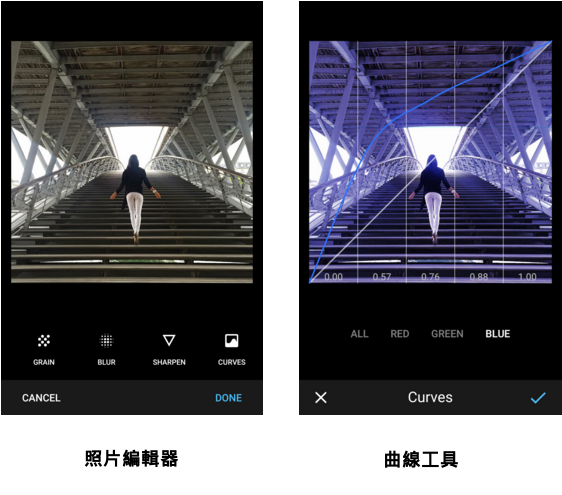 GRAIN BLUR SHARPEN CURVES
CANCEL DONE
0.00 0.57 0.76 0.88 1.00
ALL RED GREEN BLUE
Curves
照片編輯器
曲線工具